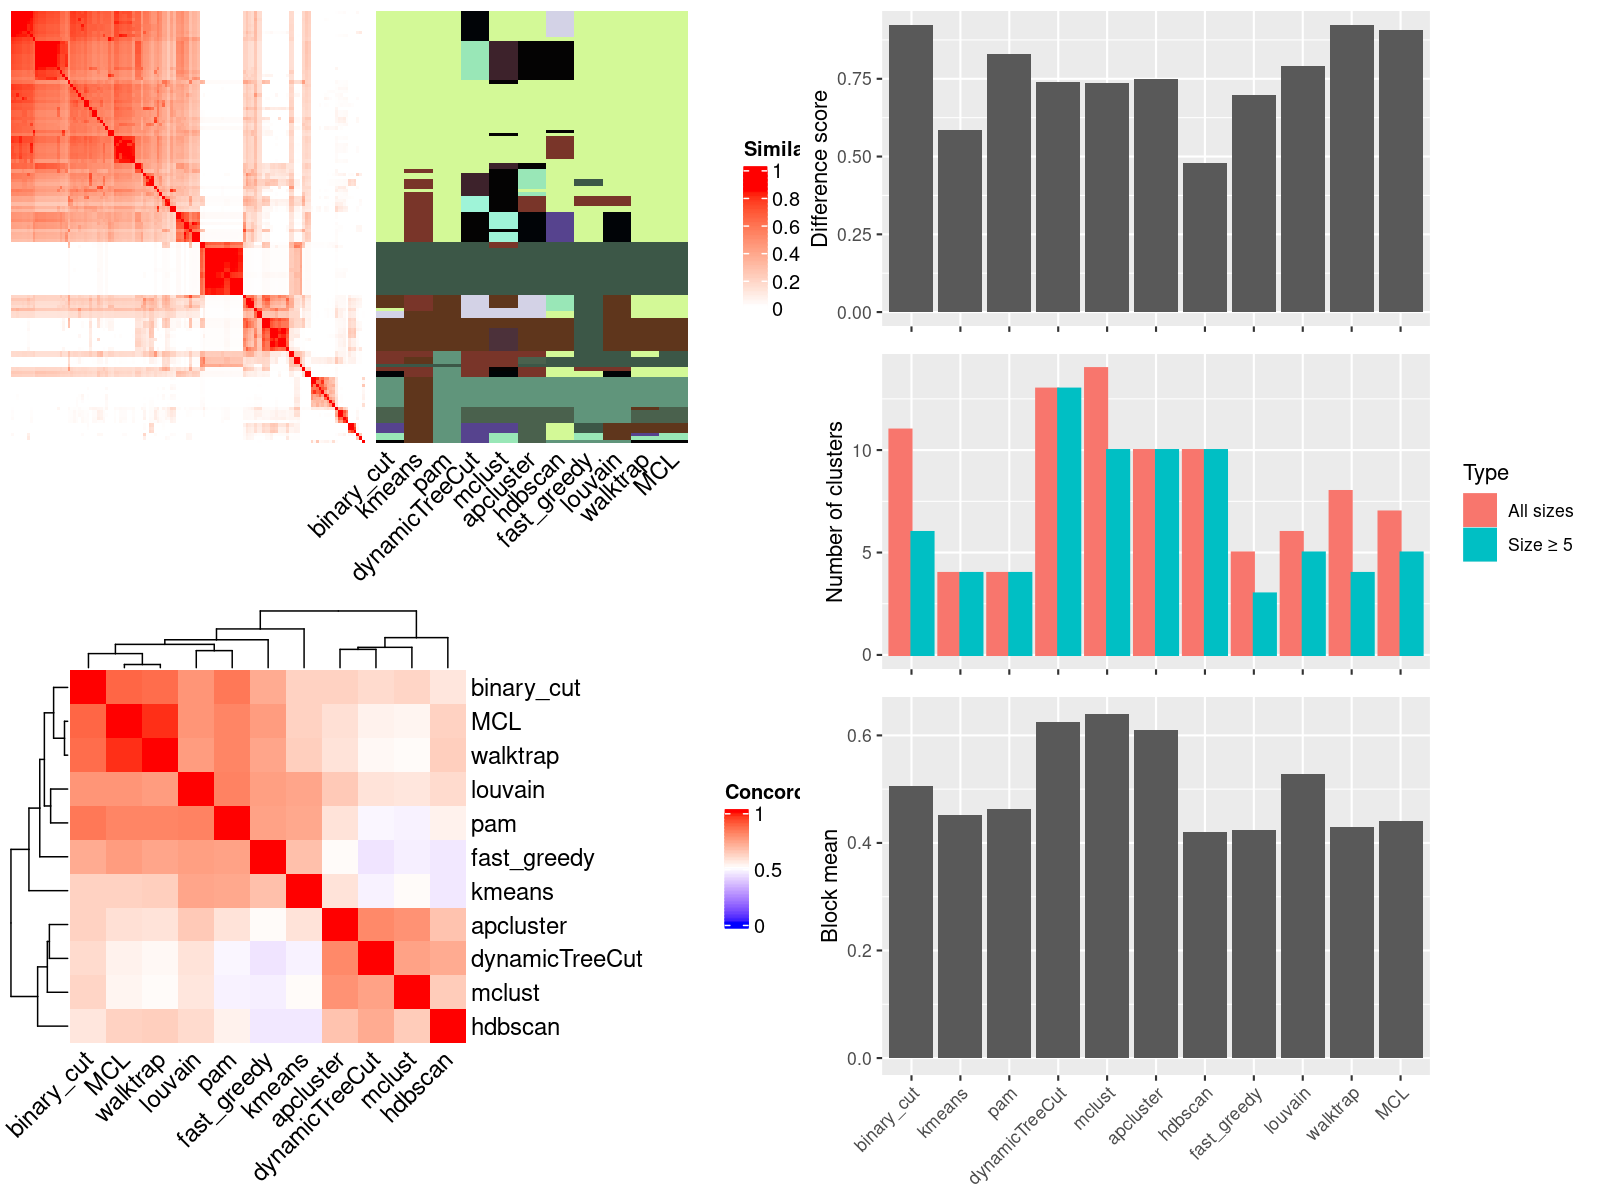 Simila
1
0.8
0.6
0.4
0.2
0
binary_cut
kmeans
pam
dynamicTreeCut
mclust
apcluster
hdbscan
fast_greedy
louvain
walktrap
MCL
binary_cut
MCL
walktrap
louvain
pam
fast_greedy
kmeans
apcluster
dynamicTreeCut
mclust
hdbscan
binary_cut
MCL
walktrap
louvain
pam
fast_greedy
kmeans
apcluster
dynamicTreeCut
mclust
hdbscan
Concord
1
0.5
0
Difference score
0.75
0.50
0.25
0.00
Number of clusters
10
5
0
Type
All sizes
Size ≥ 5
Block mean
0.6
0.4
0.2
0.0
binary_cut
kmeans
pam
dynamicTreeCut
mclust
apcluster
hdbscan
fast_greedy
louvain
walktrap
MCL